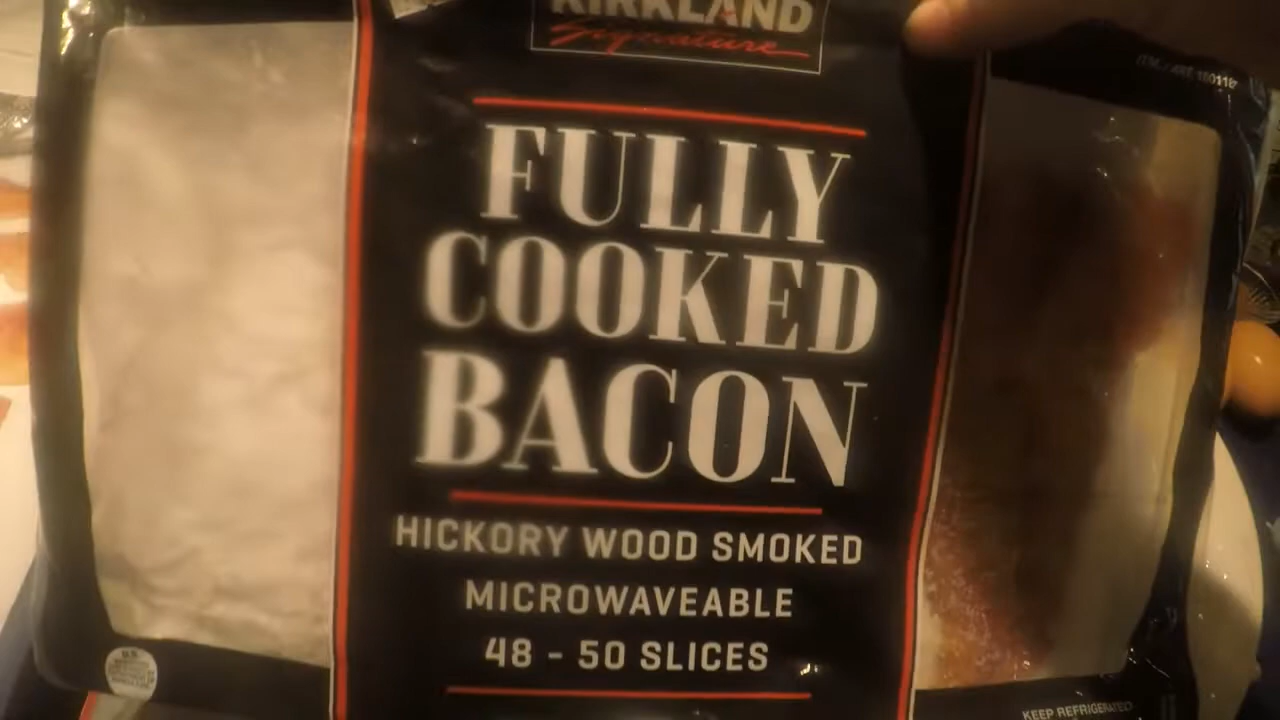 KIRKLAND
Signature
FULLY
COOKED
BACON
HICKORY WOOD SMOKED
MICROWAVEABLE
48 - 50 SLICES
KEEP REFRIGERATED
U.S.